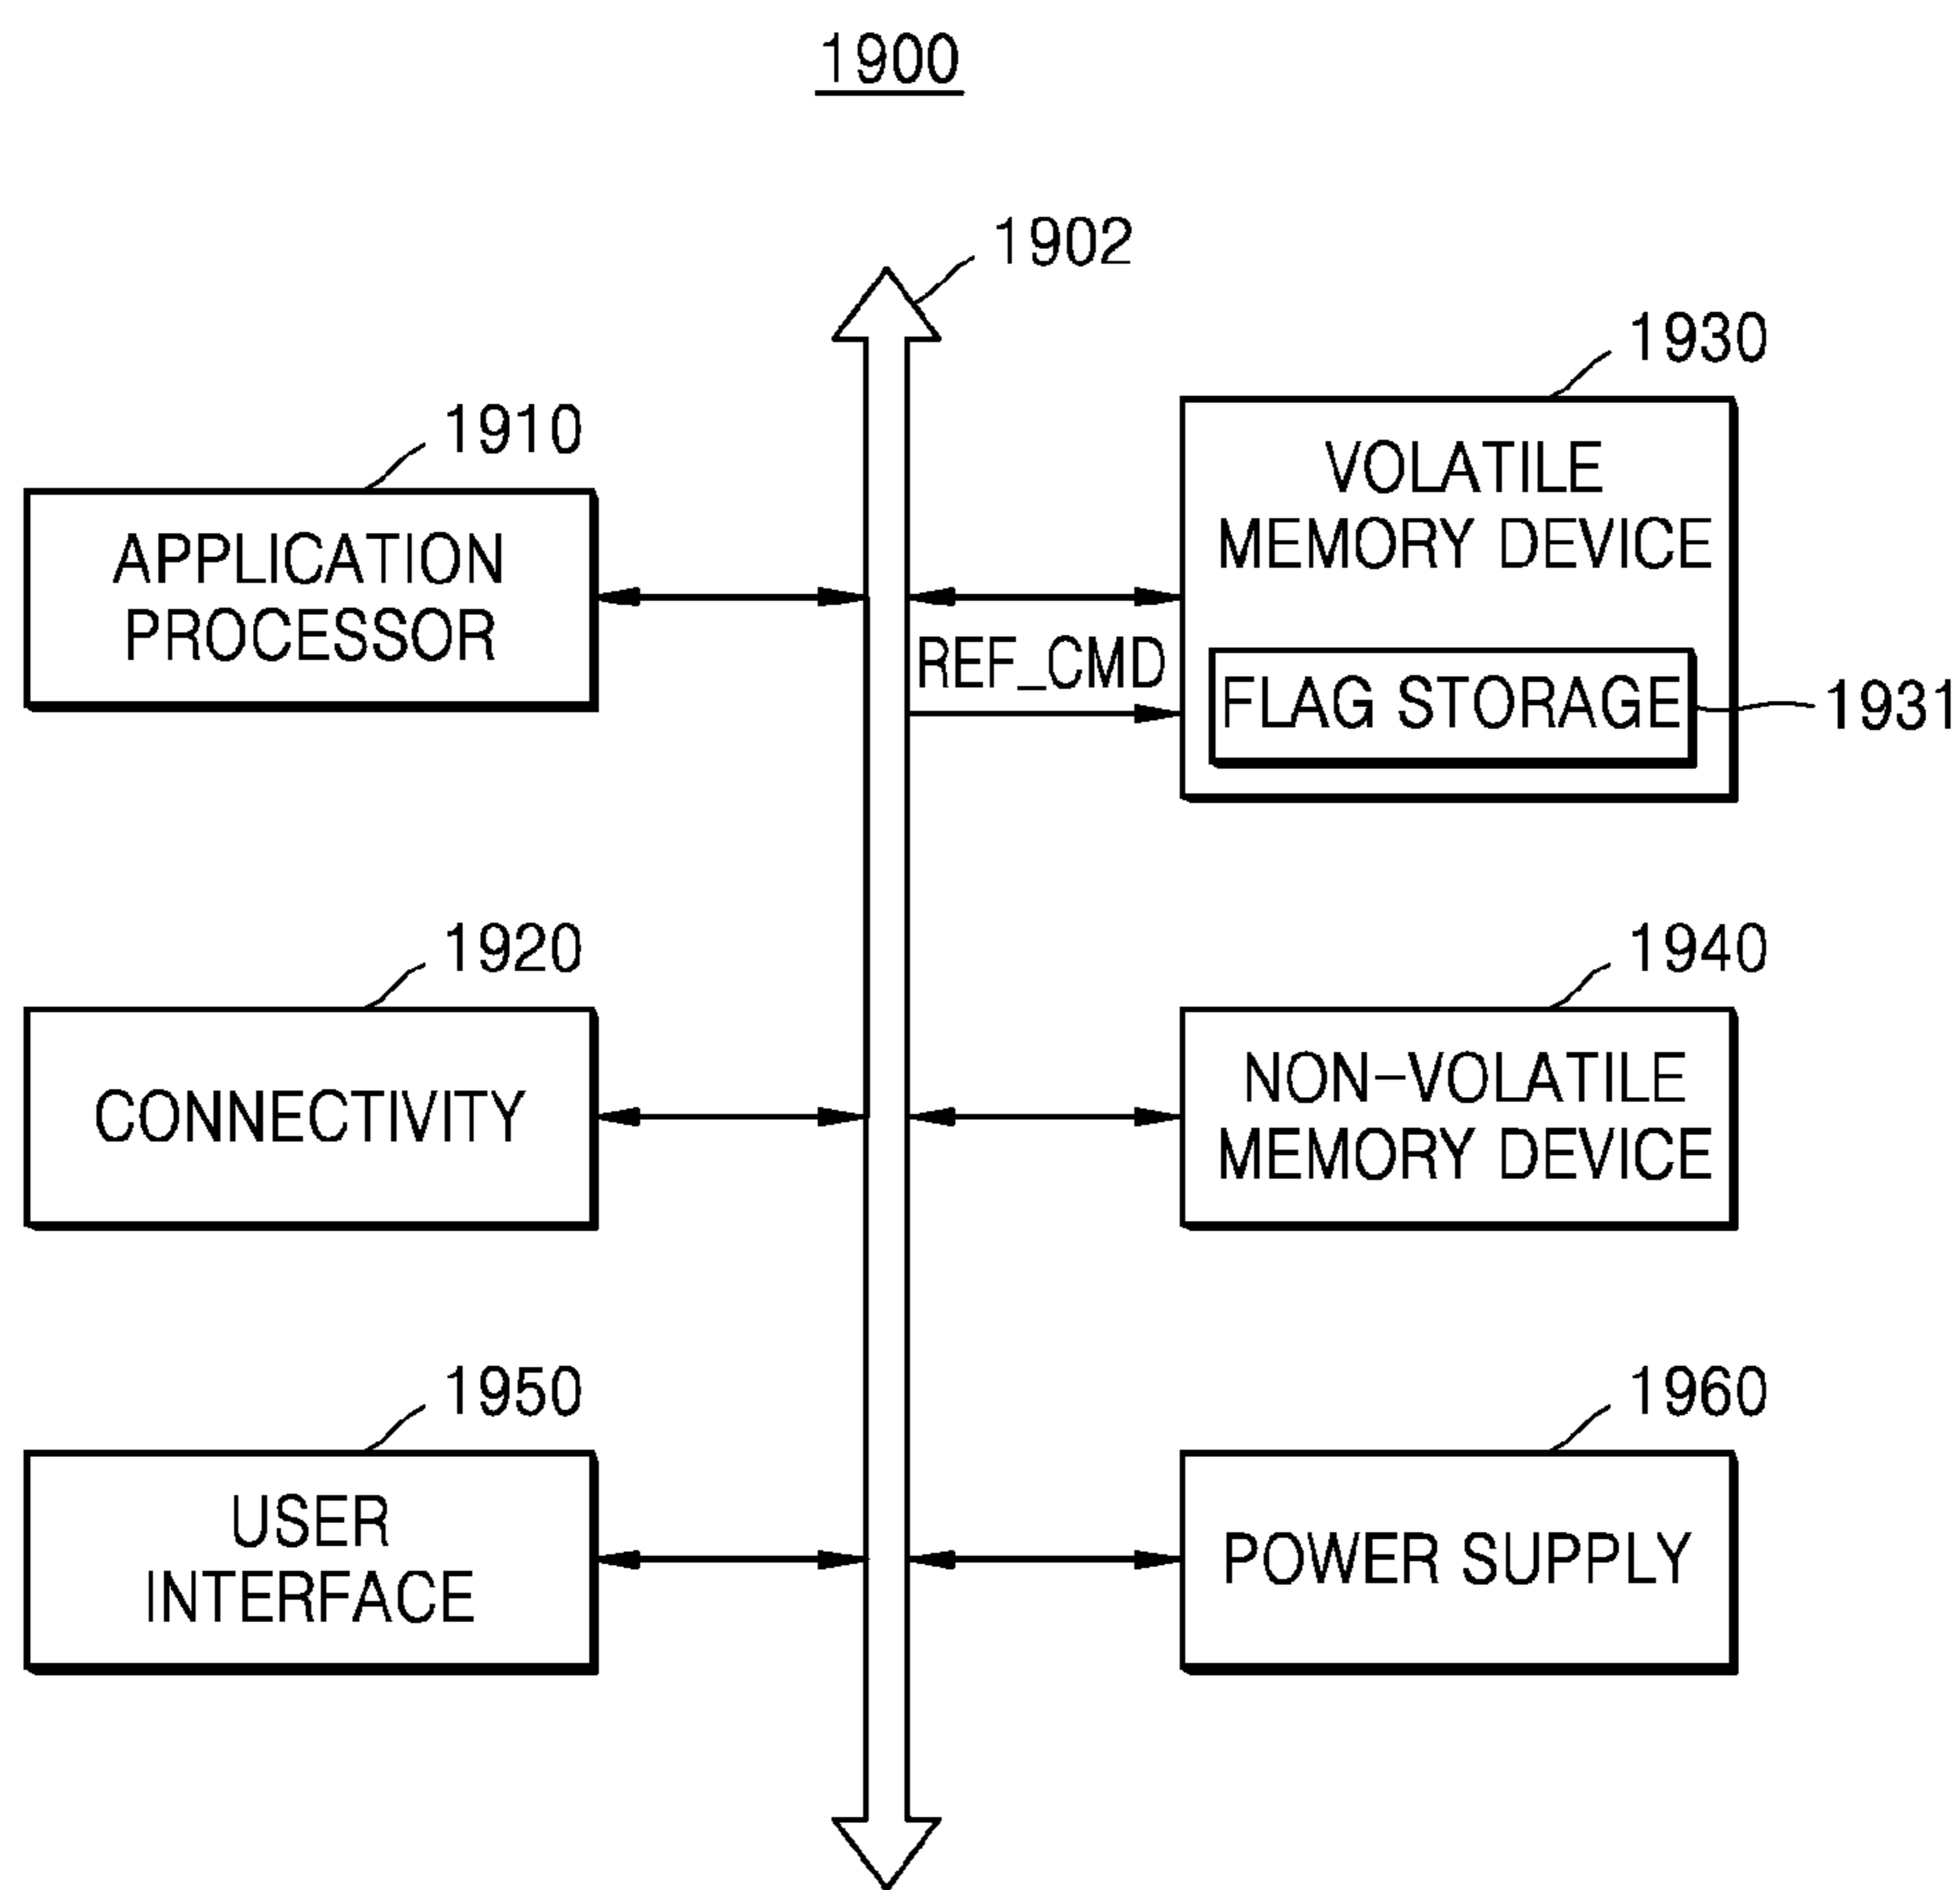 1900
1902
1930
1910
VOLATILE
MEMORY DEVICE
APPLICATION
PROCESSOR
REF_CMD
FLAG STORAGE
1931
1920
1940
CONNECTIVITY
NON-VOLATILE
MEMORY DEVICE
1950
1960
USER
INTERFACE
POWER SUPPLY